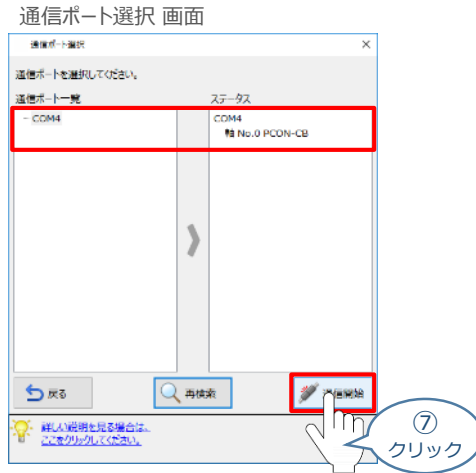 通信ポート選択 画面
通信ポート選択
通信ポートを選択してください。
通信ポート一覧
ステータス
COM4
COM4
軸 No.0 PCON-CB
戻る
再検索
通信開始
詳しい説明を見る場合は、
ここをクリックしてください。
⑦
クリック